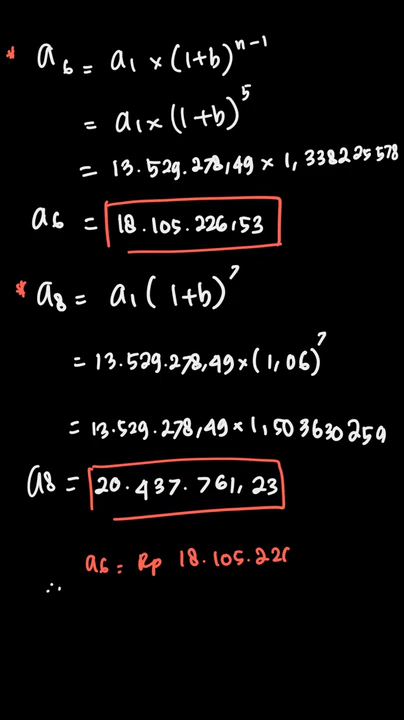 * a6 = a1 × (1+b)^n-1
= a1 × (1+b)^5
= 13.529.278,49 × 1,338225578
a6 = 18.105.226,53
* a8 = a1 (1+b)^7
= 13.529.278,49 × (1,06)^7
= 13.529.278,49 × 1,503630259
a8 = 20.437.761,23
a6 = Rp 18.105.226
∴